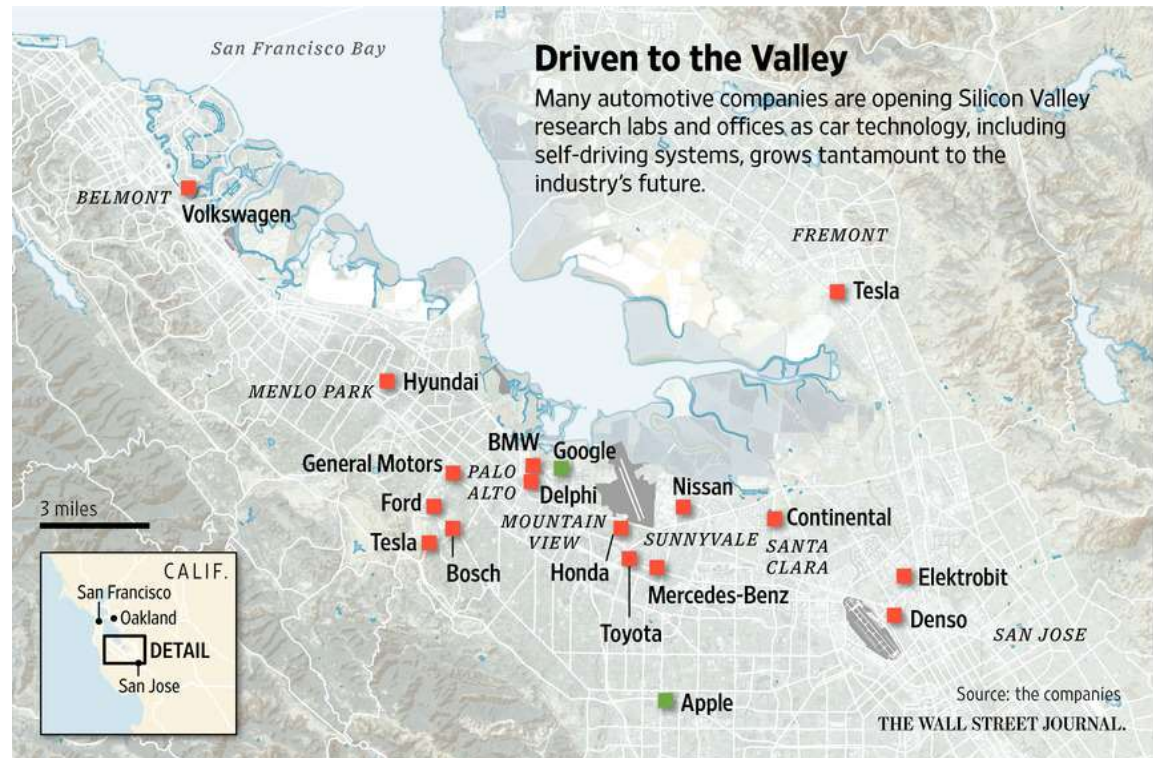 San Francisco Bay
Driven to the Valley
Many automotive companies are opening Silicon Valley
research labs and offices as car technology, including
self-driving systems, grows tantamount to the
industry's future.
BELMONT
Volkswagen
FREMONT
Tesla
MENLO PARK
Hyundai
BMW
Google
General Motors
PALO
ALTO
Delphi
Ford
Nissan
MOUNTAIN
VIEW
SUNNYVALE
Continental
SANTA
CLARA
Tesla
Bosch
Honda
Mercedes-Benz
Elektrobit
Toyota
Denso
SAN JOSE
Apple
3 miles
CALIF.
San Francisco
Oakland
DETAIL
San Jose
Source: the companies
THE WALL STREET JOURNAL.